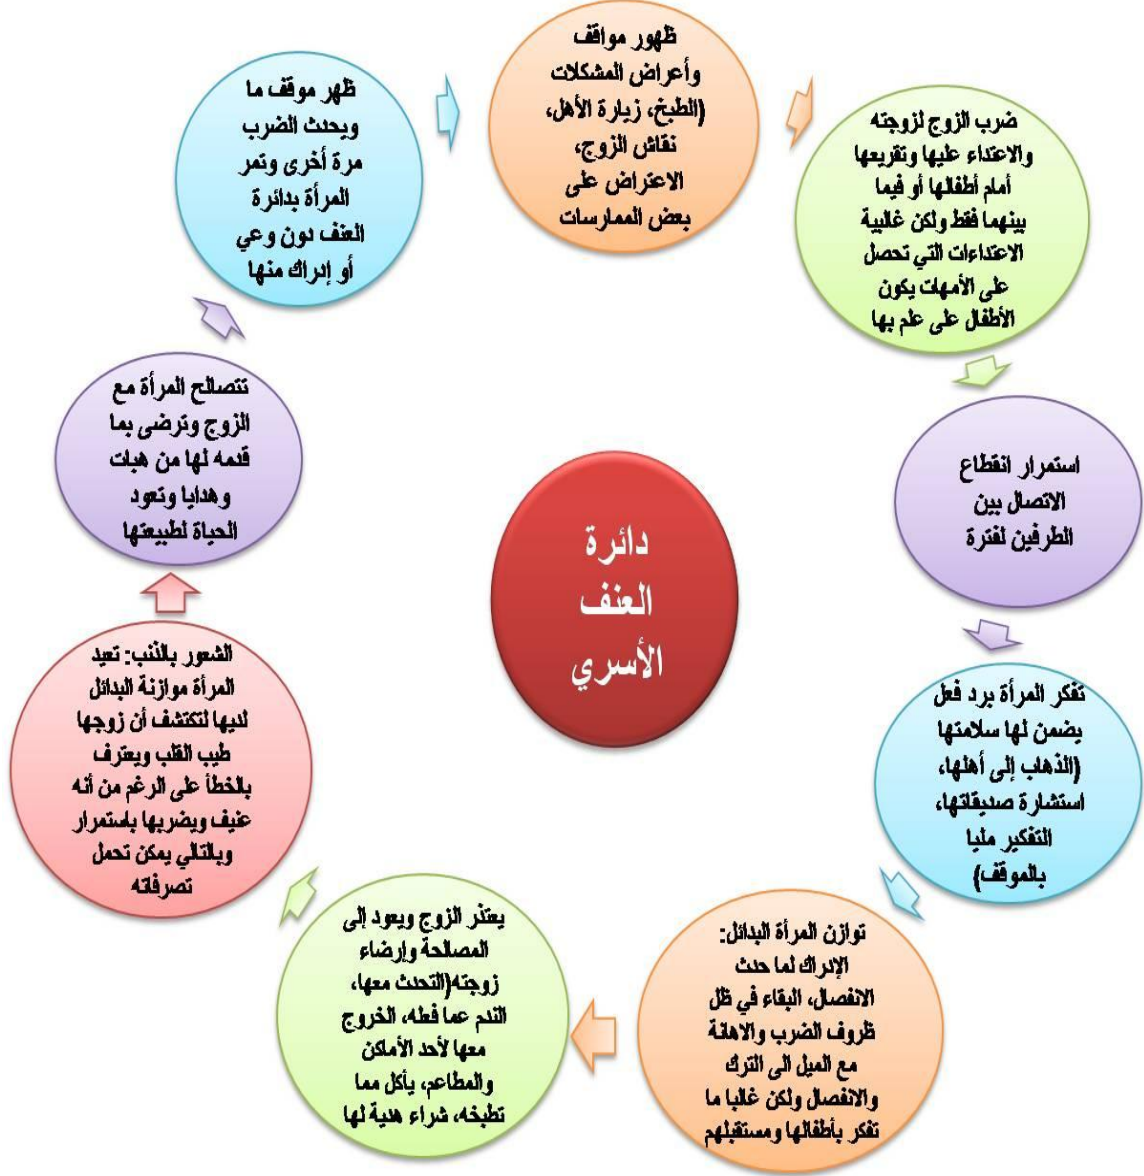 ظهور مواقف
وأعراض المشكلات
(الطبخ، زيارة الأهل،
نقاش الزوج،
الاعتراض على
بعض الممارسات
ضرب الزوج لزوجته
والاعتداء عليها وتقريعها
أمام أطفالها أو فيما
بينهما فقط ولكن غالبية
الاعتداءات التي تحصل
على الأمهات يكون
الأطفال على علم بها
استمرار انقطاع
الاتصال بين
الطرفين لفترة
تفكر المرأة برد فعل
يضمن لها سلامتها
(الذهاب إلى أهلها،
استشارة صديقاتها،
التفكير مليا
بالموقف)
توازن المرأة البدائل:
الإدراك لما حدث
الانفصال، البقاء في ظل
ظروف الضرب والاهانة
مع الميل الى الترك
والانفصال ولكن غالبا ما
تفكر بأطفالها ومستقبلهم
يعتذر الزوج ويعود إلى
المصالحة وإرضاء
زوجته(التحدث معها،
الندم عما فعله، الخروج
معها لأحد الأماكن
والمطاعم، يأكل مما
تطبخه، شراء هدية لها
الشعور بالذنب: تعيد
المرأة موازنة البدائل
لديها لتكتشف أن زوجها
طيب القلب ويعترف
بالخطأ على الرغم من أنه
عنيف ويضربها باستمرار
وبالتالي يمكن تحمل
تصرفاته
تتصالح المرأة مع
الزوج وترضى بما
قدمه لها من هبات
وهدايا وتعود
الحياة لطبيعتها
ظهر موقف ما
ويحدث الضرب
مرة أخرى وتمر
المرأة بدائرة
العنف دون وعي
أو إدراك منها
دائرة
العنف
الأسري